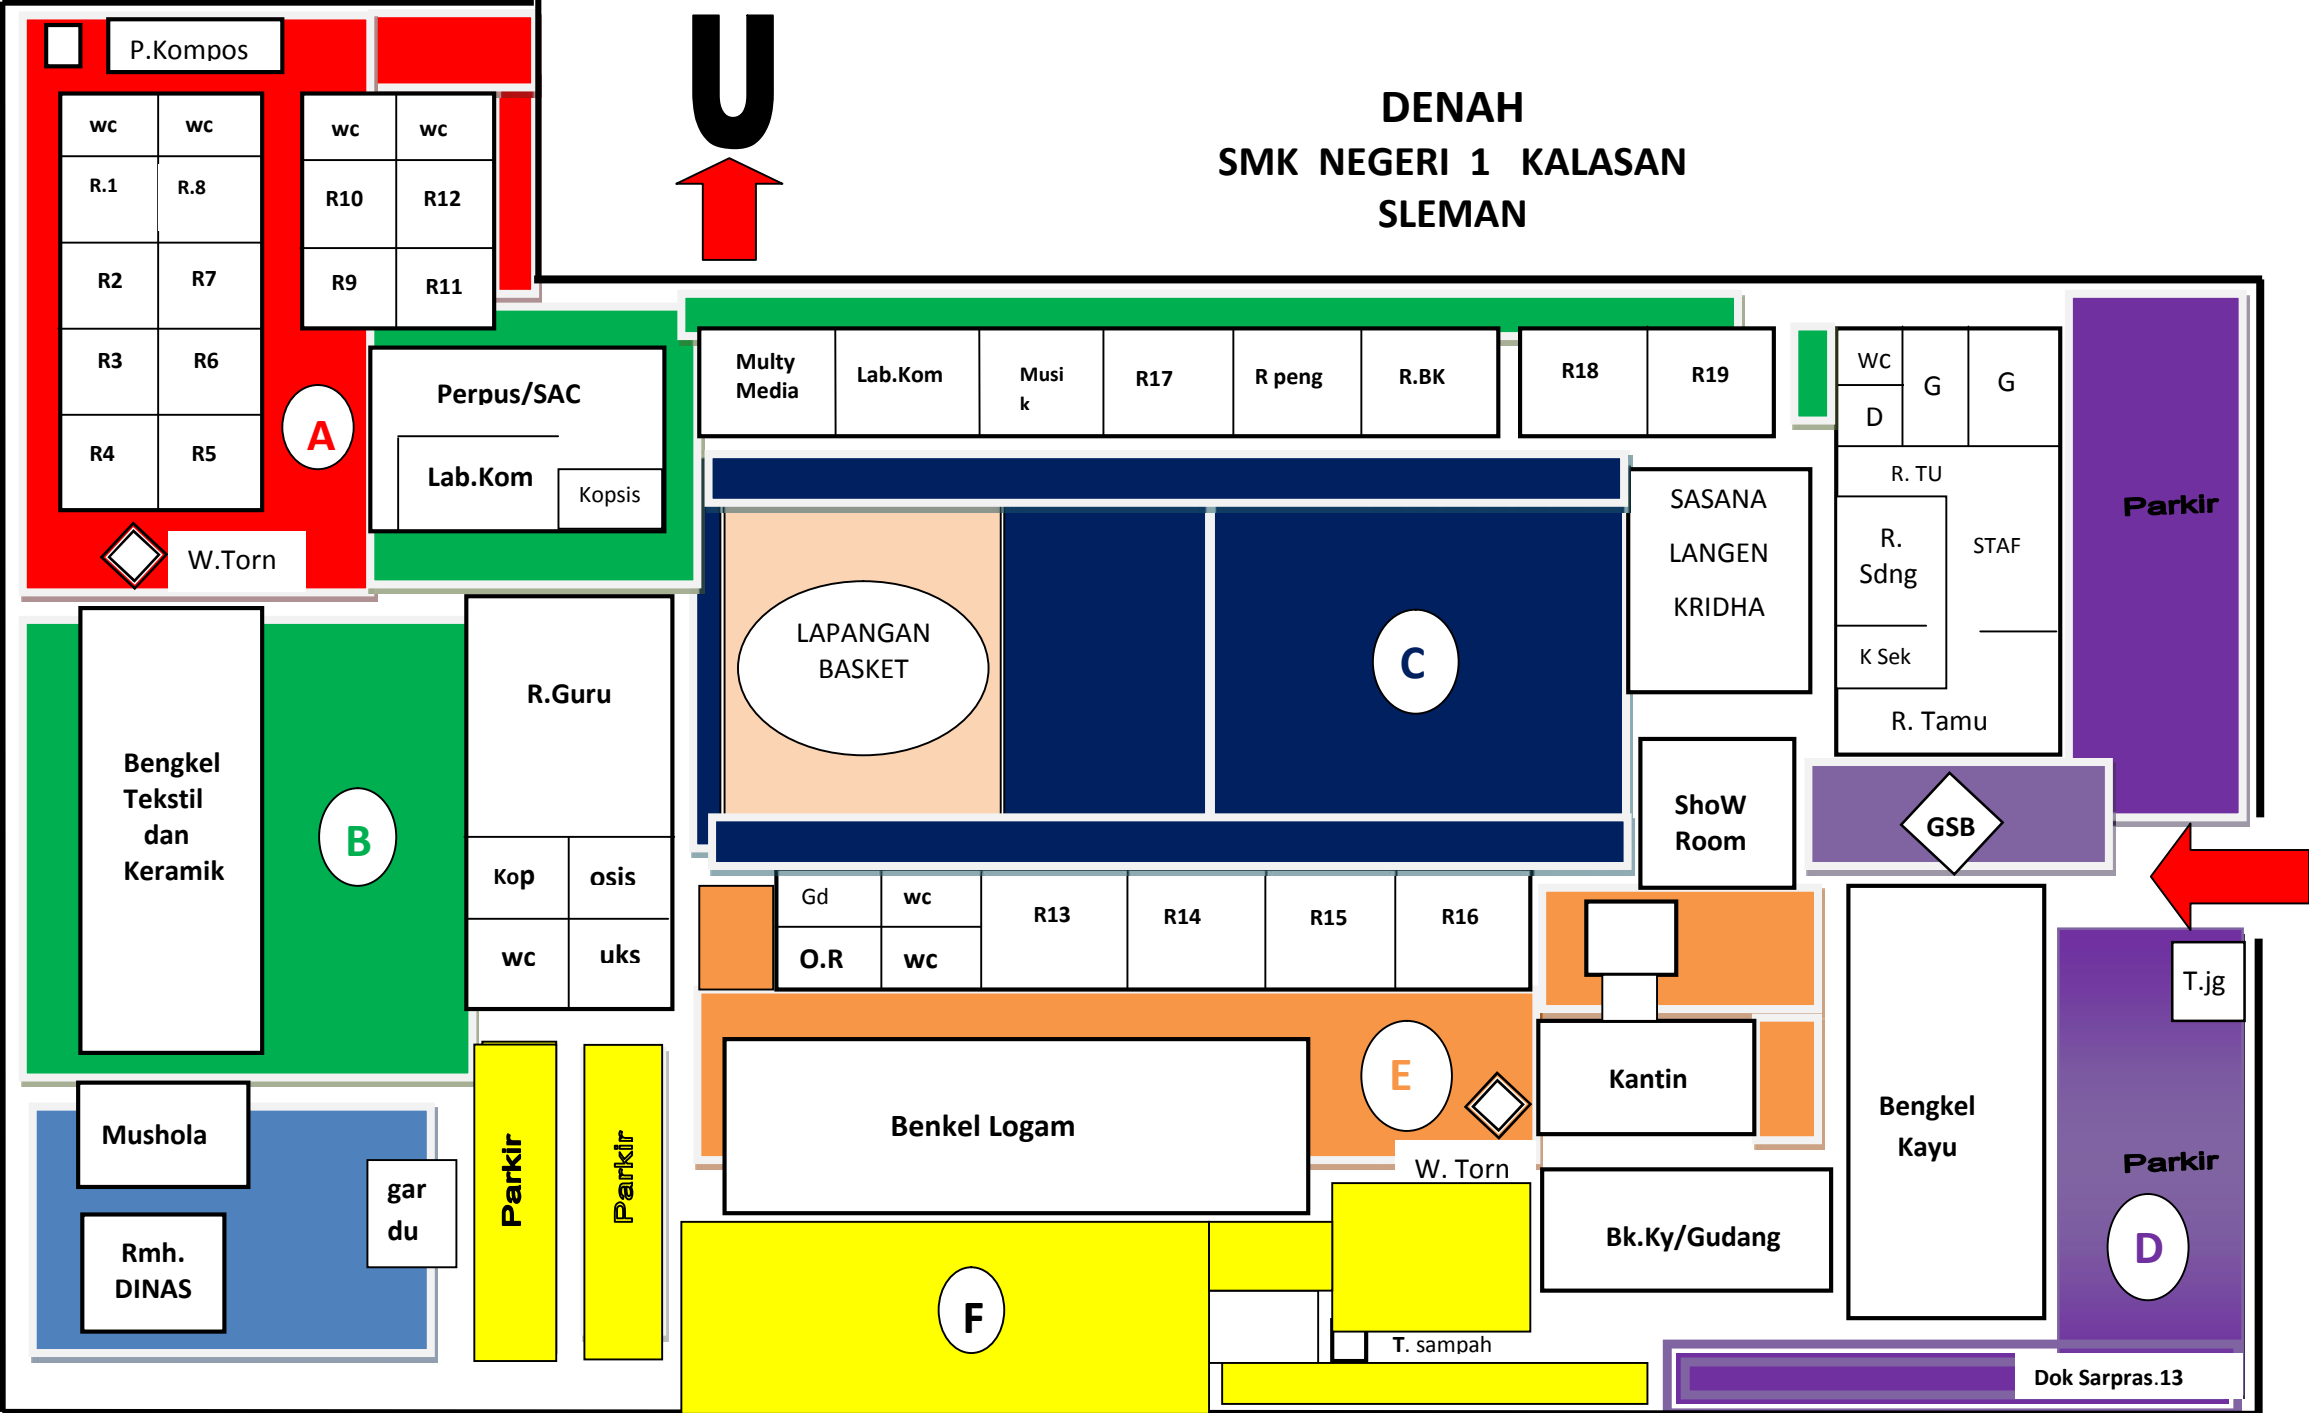 U
DENAH
SMK NEGERI 1 KALASAN
SLEMAN
P.Kompos
wc
wc
wc
wc
R.1
R.8
R10
R12
R2
R7
R9
R11
R3
R6
R4
R5
A
W.Torn
Perpus/SAC
Lab.Kom
Kopsis
Multy
Media
Lab.Kom
Musi
k
R17
R peng
R.BK
R18
R19
WC
D
G
G
R. TU
R.
Sdng
STAF
K Sek
R. Tamu
Parkir
SASANA
LANGEN
KRIDHA
LAPANGAN
BASKET
C
Bengkel
Tekstil
dan
Keramik
B
R.Guru
Kop
osis
wc
uks
ShoW
Room
GSB
Gd
wc
O.R
wc
R13
R14
R15
R16
T.jg
Mushola
gar
du
Rmh.
DINAS
Parkir
Parkir
Benkel Logam
E
W. Torn
Kantin
Bk.Ky/Gudang
Bengkel
Kayu
Parkir
D
F
T. sampah
Dok Sarpras.13